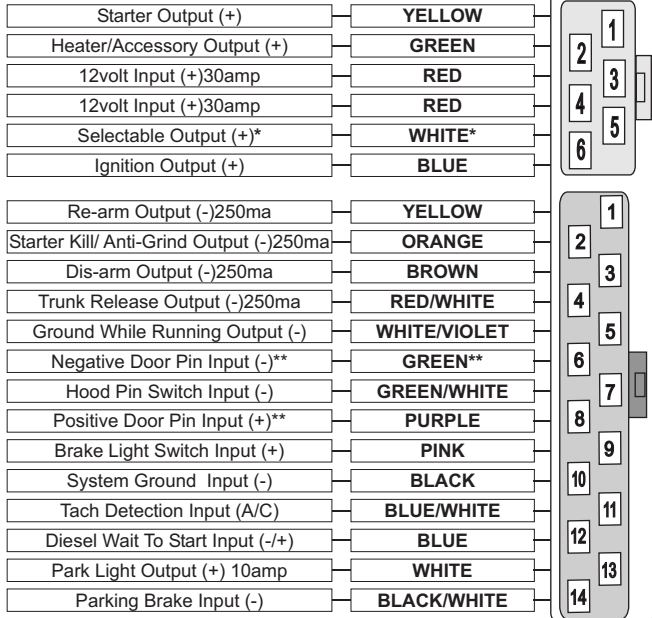 Starter Output (+) YELLOW 1
Heater/Accessory Output (+) GREEN 2
12volt Input (+)30amp RED 3
12volt Input (+)30amp RED 4
Selectable Output (+)* WHITE* 5
Ignition Output (+) BLUE 6
Re-arm Output (-)250ma YELLOW 1
Starter Kill/ Anti-Grind Output (-)250ma ORANGE 2
Dis-arm Output (-)250ma BROWN 3
Trunk Release Output (-)250ma RED/WHITE 4
Ground While Running Output (-) WHITE/VIOLET 5
Negative Door Pin Input (-)** GREEN** 6
Hood Pin Switch Input (-) GREEN/WHITE 7
Positive Door Pin Input (+)** PURPLE 8
Brake Light Switch Input (+) PINK 9
System Ground Input (-) BLACK 10
Tach Detection Input (A/C) BLUE/WHITE 11
Diesel Wait To Start Input (-/+) BLUE 12
Park Light Output (+) 10amp WHITE 13
Parking Brake Input (-) BLACK/WHITE 14